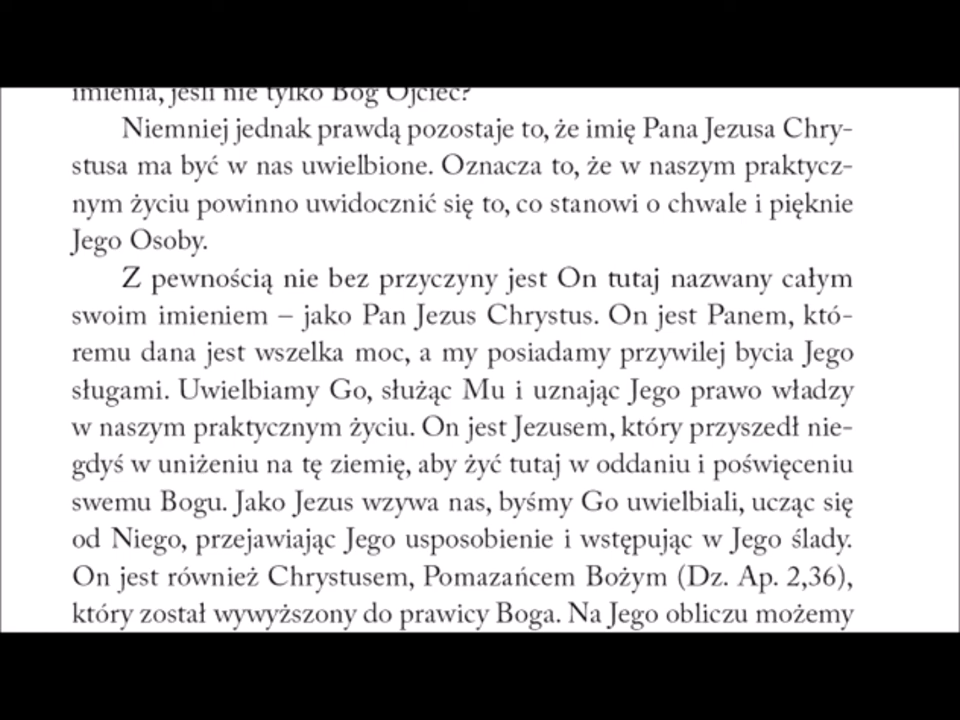 imienia, jeśli nie tylko Bóg Ojciec?
Niemniej jednak prawdą pozostaje to, że imię Pana Jezusa Chry-
stusa ma być w nas uwielbione. Oznacza to, że w naszym praktycz-
nym życiu powinno uwidocznić się to, co stanowi o chwale i pięknie
Jego Osoby.
Z pewnością nie bez przyczyny jest On tutaj nazwany całym
swoim imieniem – jako Pan Jezus Chrystus. On jest Panem, któ-
remu dana jest wszelka moc, a my posiadamy przywilej bycia Jego
sługami. Uwielbiamy Go, służąc Mu i uznając Jego prawo władzy
w naszym praktycznym życiu. On jest Jezusem, który przyszedł nie-
gdyś w uniżeniu na tę ziemię, aby żyć tutaj w oddaniu i poświęceniu
swemu Bogu. Jako Jezus wzywa nas, byśmy Go uwielbiali, ucząc się
od Niego, przejawiając Jego usposobienie i wstępując w Jego ślady.
On jest również Chrystusem, Pomazańcem Bożym (Dz. Ap. 2,36),
który został wywyższony do prawicy Boga. Na Jego obliczu możemy